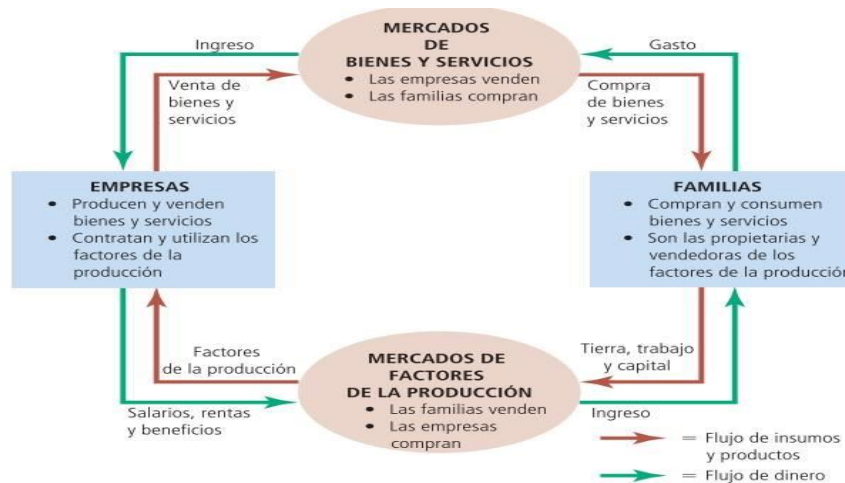 MERCADOS
DE
BIENES Y SERVICIOS
• Las empresas venden
• Las familias compran
Ingreso
Gasto
Venta de
bienes y
servicios
Compra
de bienes
y servicios
EMPRESAS
• Producen y venden
bienes y servicios
• Contratan y utilizan los
factores de la
producción
FAMILIAS
• Compran y consumen
bienes y servicios
• Son las propietarias y
vendedoras de los
factores de la producción
Factores
de la producción
Tierra, trabajo
y capital
MERCADOS DE
FACTORES
DE LA PRODUCCIÓN
• Las familias venden
• Las empresas
compran
Salarios, rentas
y beneficios
Ingreso
= Flujo de insumos
y productos
= Flujo de dinero